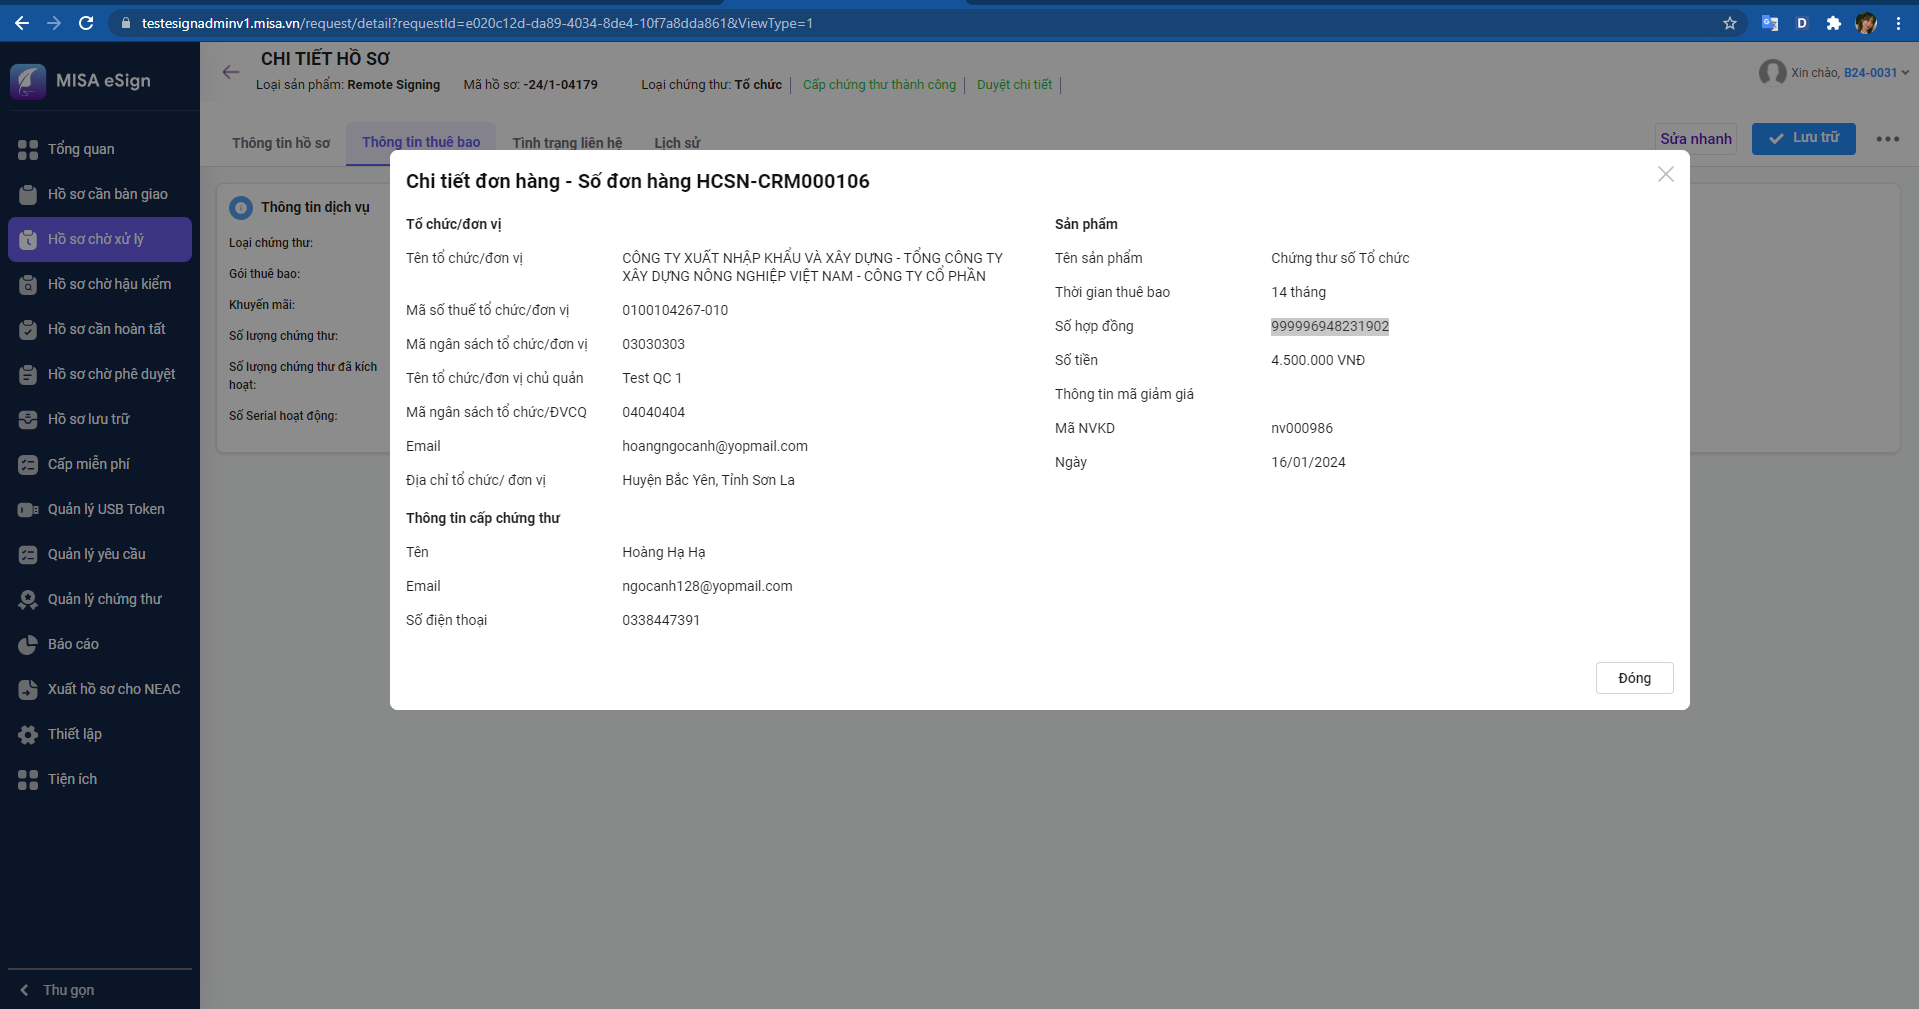 testesignadminv1.misa.vn/request/detail?requestId=e020c12d-da89-4034-8de4-10f7a8dda861&ViewType=1
MISA eSign
Tổng quan
Hồ sơ cần bàn giao
Hồ sơ chờ xử lý
Hồ sơ chờ hậu kiểm
Hồ sơ cần hoàn tất
Hồ sơ chờ phê duyệt
Hồ sơ lưu trữ
Cấp miễn phí
Quản lý USB Token
Quản lý yêu cầu
Quản lý chứng thư
Báo cáo
Xuất hồ sơ cho NEAC
Thiết lập
Tiện ích
Thu gọn
CHI TIẾT HỒ SƠ
Loại sản phẩm: Remote Signing Mã hồ sơ: -24/1-04179 Loại chứng thư: Tổ chức Cấp chứng thư thành công Duyệt chi tiết
Xin chào, B24-0031
Thông tin hồ sơ Thông tin thuê bao Tình trạng liên hệ Lịch sử
Sửa nhanh Lưu trữ
Thông tin dịch vụ
Loại chứng thư:
Gói thuê bao:
Khuyến mãi:
Số lượng chứng thư:
Số lượng chứng thư đã kích
hoạt:
Số Serial hoạt động:
Chi tiết đơn hàng - Số đơn hàng HCSN-CRM000106
Tổ chức/đơn vị
Tên tổ chức/đơn vị CÔNG TY XUẤT NHẬP KHẨU VÀ XÂY DỰNG - TỔNG CÔNG TY
XÂY DỰNG NÔNG NGHIỆP VIỆT NAM - CÔNG TY CỔ PHẦN
Mã số thuế tổ chức/đơn vị 0100104267-010
Mã ngân sách tổ chức/đơn vị 03030303
Tên tổ chức/đơn vị chủ quản Test QC 1
Mã ngân sách tổ chức/ĐVCQ 04040404
Email hoangngocanh@yopmail.com
Địa chỉ tổ chức/ đơn vị Huyện Bắc Yên, Tỉnh Sơn La
Thông tin cấp chứng thư
Tên Hoàng Hạ Hạ
Email ngocanh128@yopmail.com
Số điện thoại 0338447391
Sản phẩm
Tên sản phẩm Chứng thư số Tổ chức
Thời gian thuê bao 14 tháng
Số hợp đồng 999996948231902
Số tiền 4.500.000 VNĐ
Thông tin mã giảm giá
Mã NVKD nv000986
Ngày 16/01/2024
Đóng